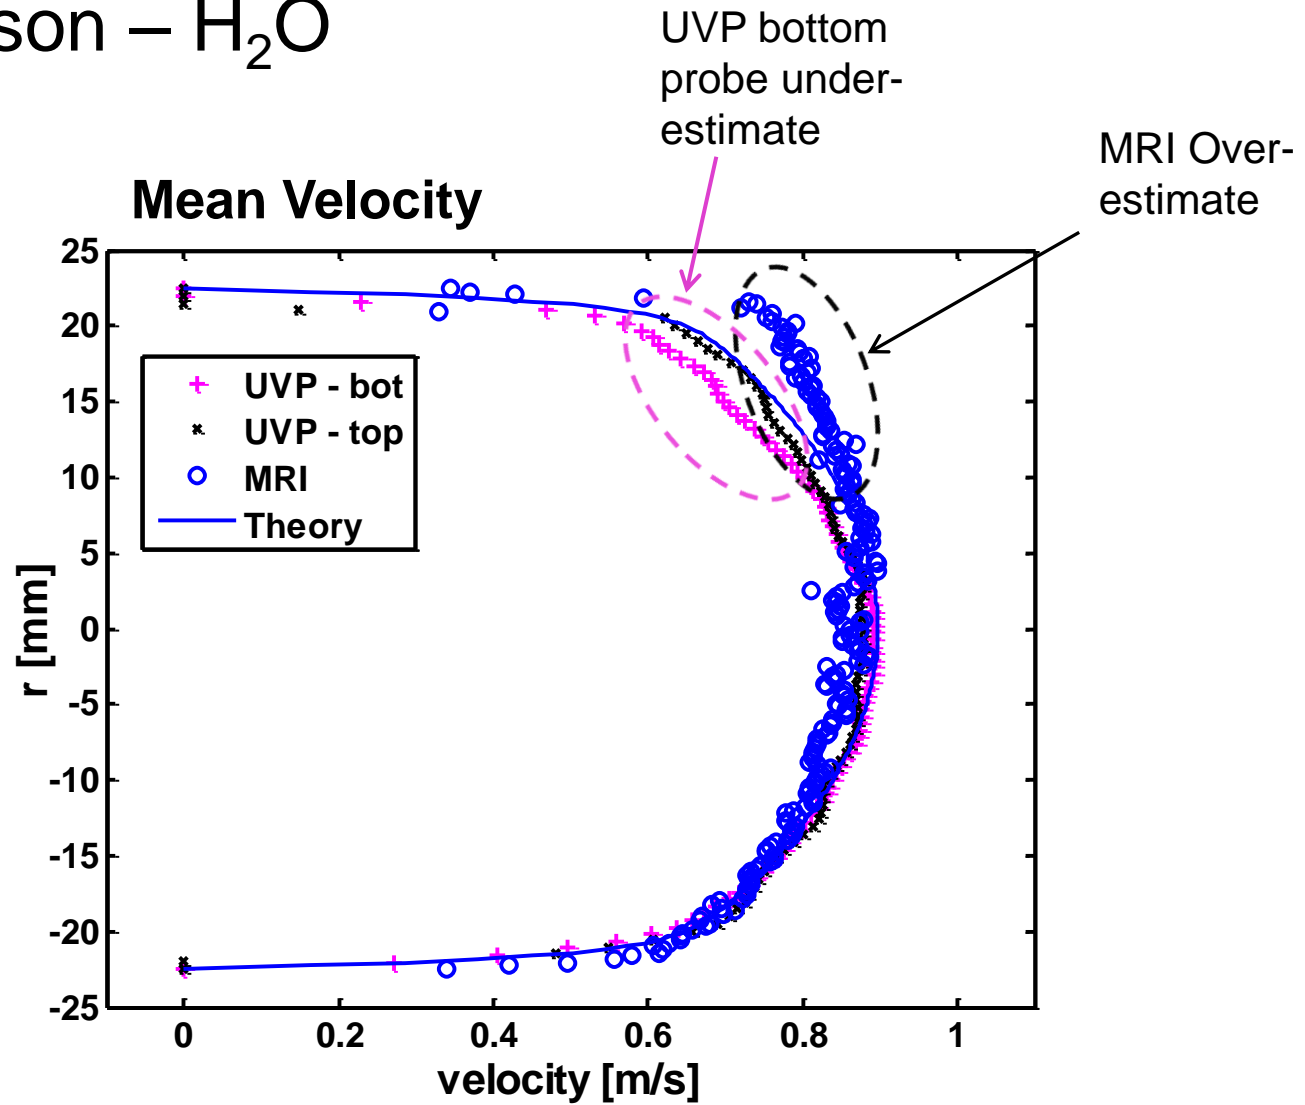 son – H₂O
UVP bottom
probe under-
estimate
MRI Over-
estimate
Mean Velocity
25
20
15
10
5
0
-5
-10
-15
-20
-25
r [mm]
UVP - bot
UVP - top
MRI
Theory
0 0.2 0.4 0.6 0.8 1
velocity [m/s]